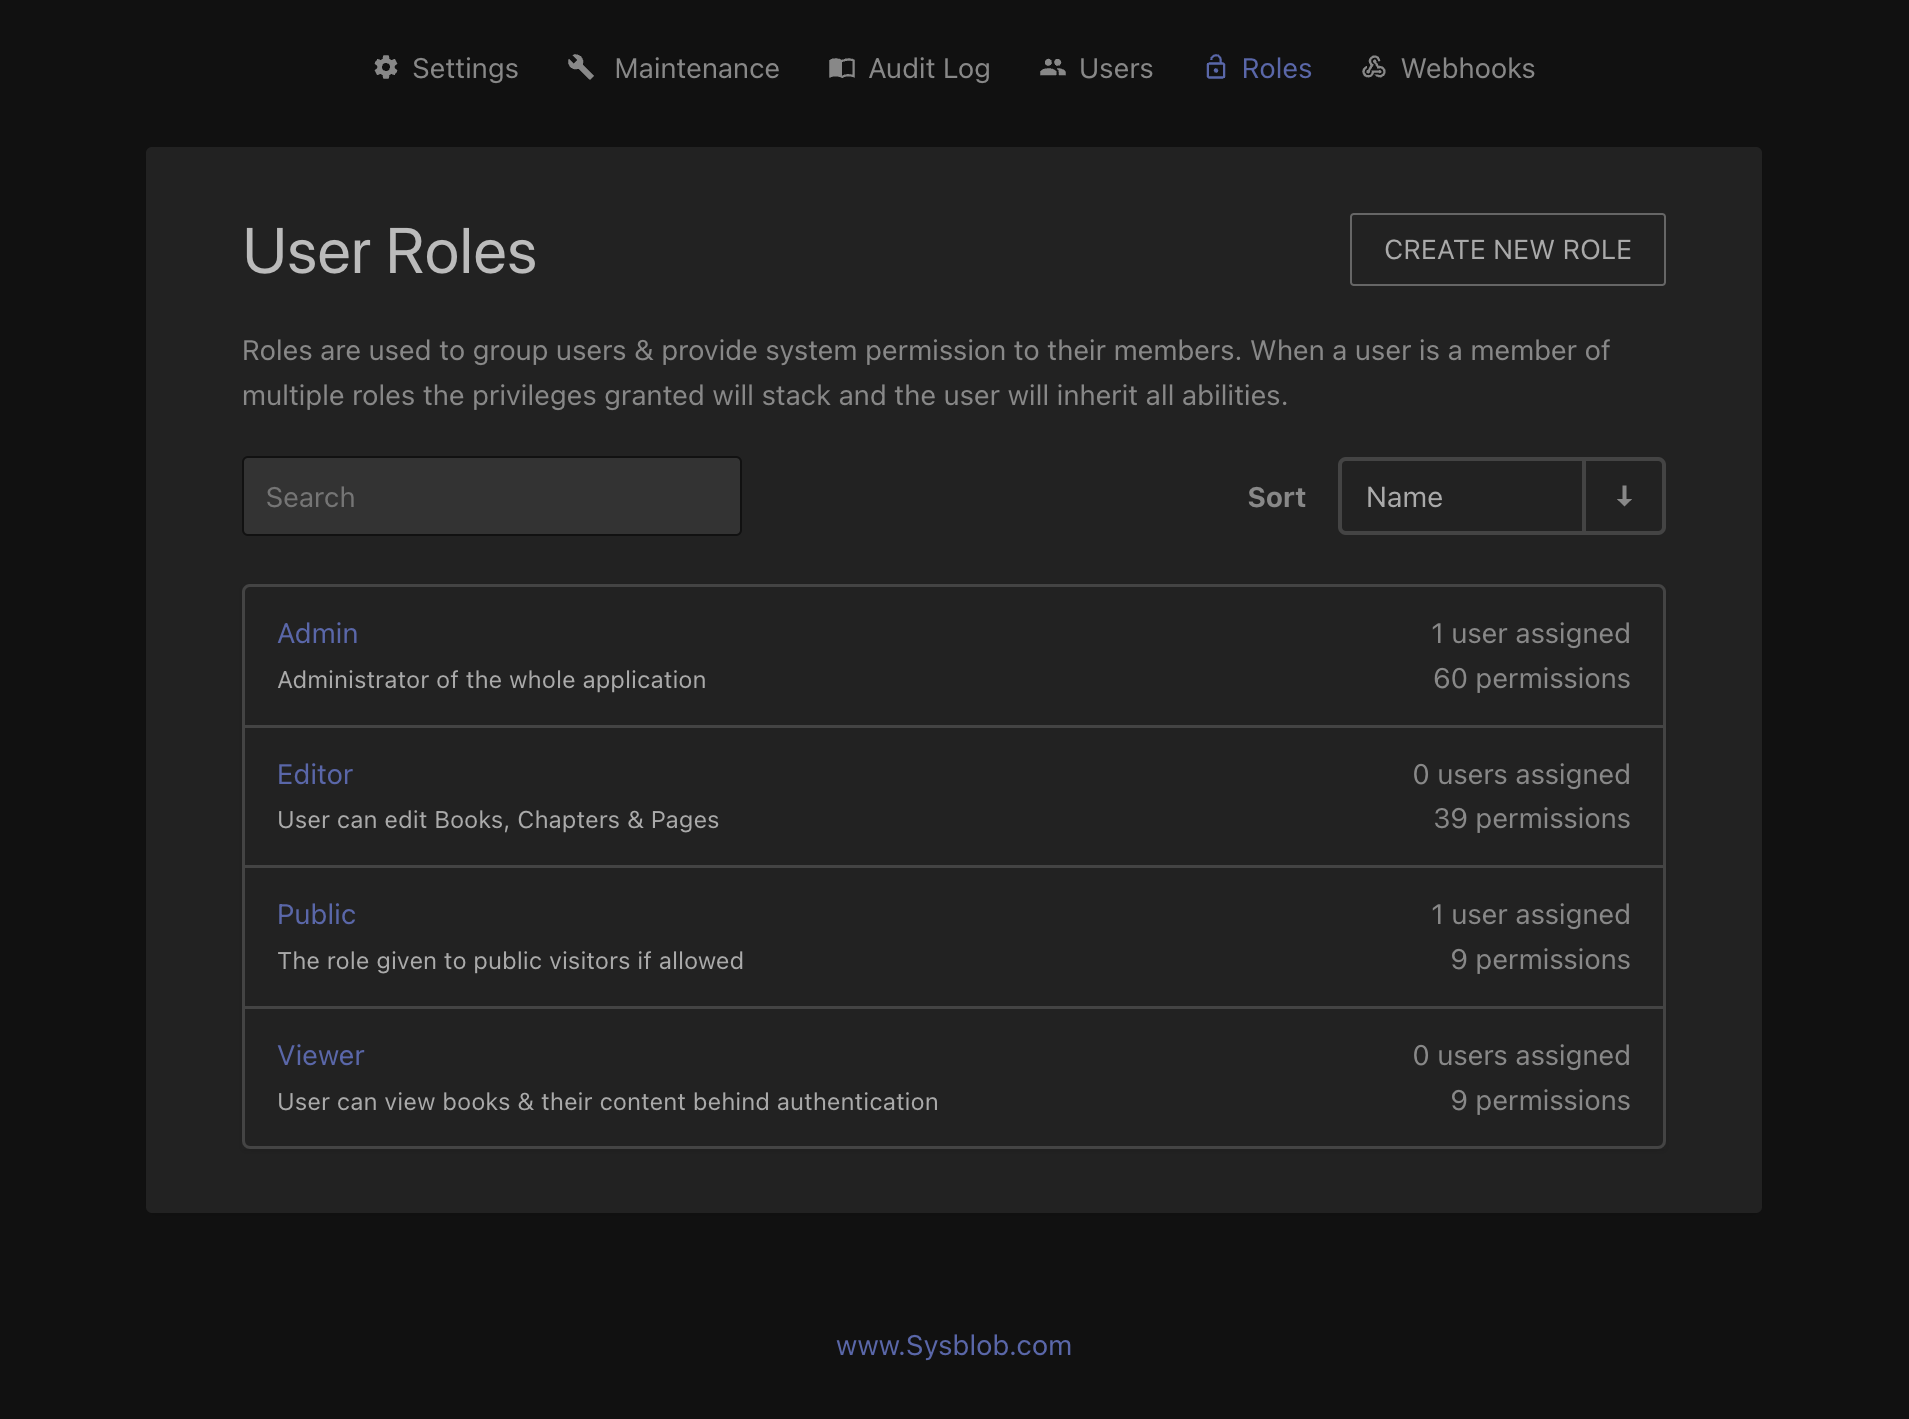 Settings
Maintenance
Audit Log
Users
Roles
Webhooks
User Roles
CREATE NEW ROLE
Roles are used to group users & provide system permission to their members. When a user is a member of
multiple roles the privileges granted will stack and the user will inherit all abilities.
Search
Sort
Name
Admin
1 user assigned
Administrator of the whole application
60 permissions
Editor
0 users assigned
User can edit Books, Chapters & Pages
39 permissions
Public
1 user assigned
The role given to public visitors if allowed
9 permissions
Viewer
0 users assigned
User can view books & their content behind authentication
9 permissions
www.Sysblob.com